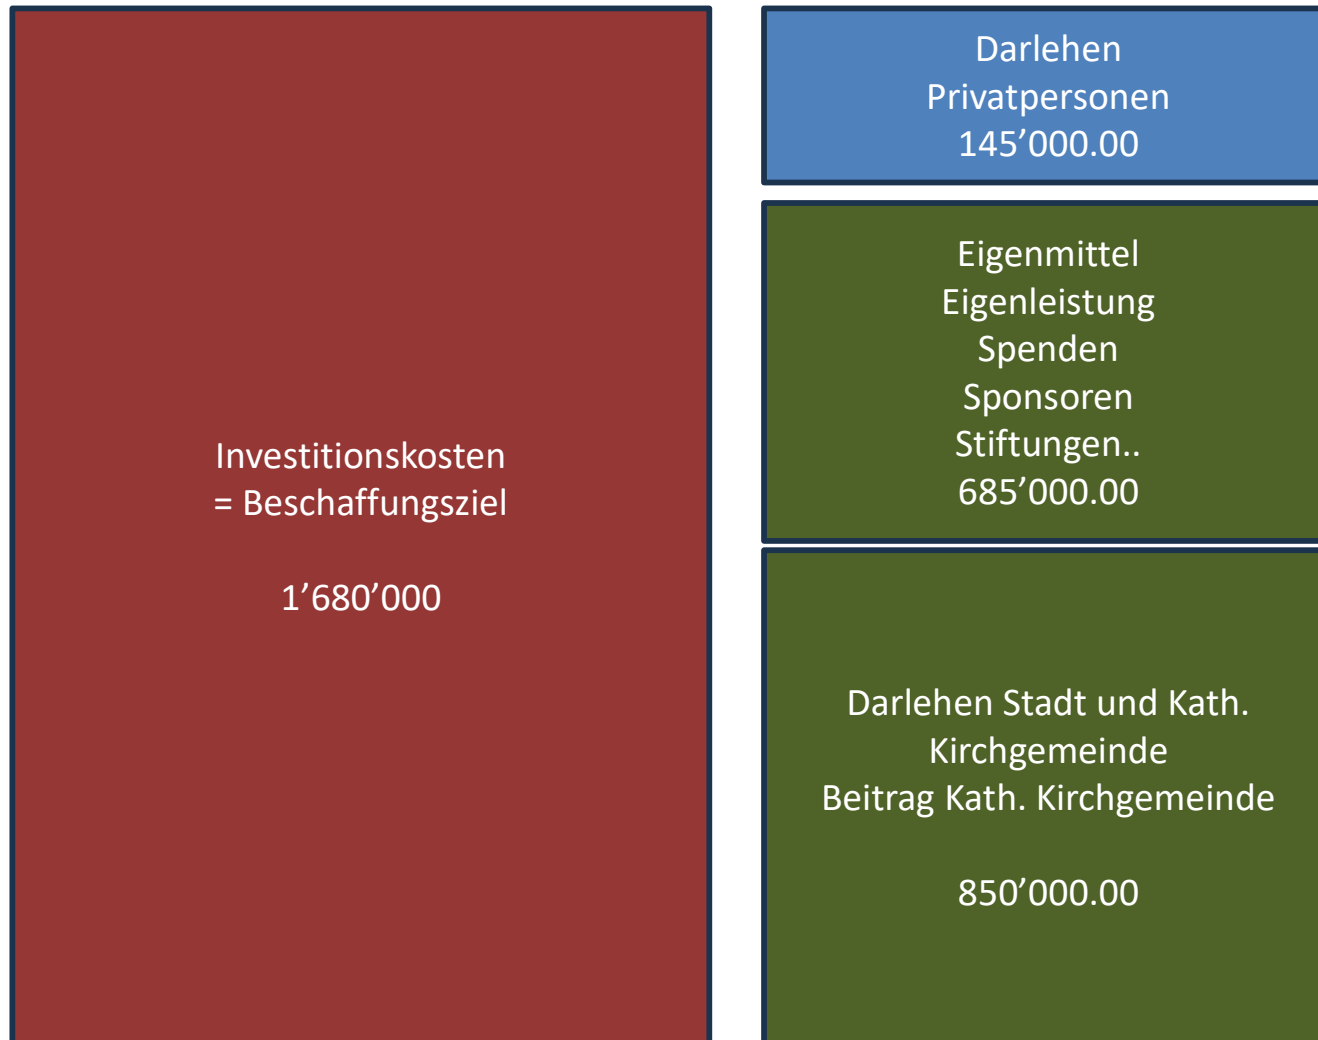 Investitionskosten
= Beschaffungsziel
1’680’000
Darlehen
Privatpersonen
145’000.00
Eigenmittel
Eigenleistung
Spenden
Sponsoren
Stiftungen..
685’000.00
Darlehen Stadt und Kath.
Kirchgemeinde
Beitrag Kath. Kirchgemeinde
850’000.00